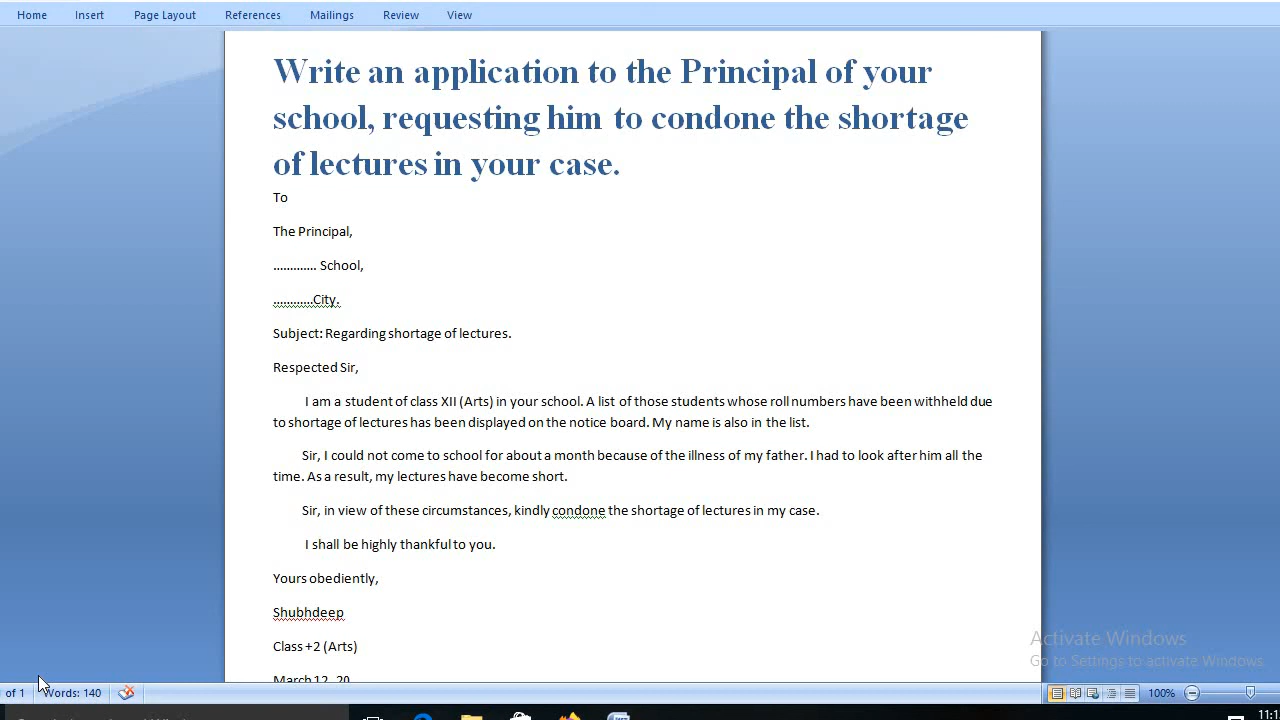 Home Insert Page Layout References Mailings Review View
Write an application to the Principal of your
school, requesting him to condone the shortage
of lectures in your case.
To
The Principal,
............. School,
............City.
Subject: Regarding shortage of lectures.
Respected Sir,
I am a student of class XII (Arts) in your school. A list of those students whose roll numbers have been withheld due
to shortage of lectures has been displayed on the notice board. My name is also in the list.
Sir, I could not come to school for about a month because of the illness of my father. I had to look after him all the
time. As a result, my lectures have become short.
Sir, in view of these circumstances, kindly condone the shortage of lectures in my case.
I shall be highly thankful to you.
Yours obediently,
Shubhdeep
Class +2 (Arts)
March 12, 20
Activate Windows
Go to Settings to activate Windows.
of 1 Words: 140 100%